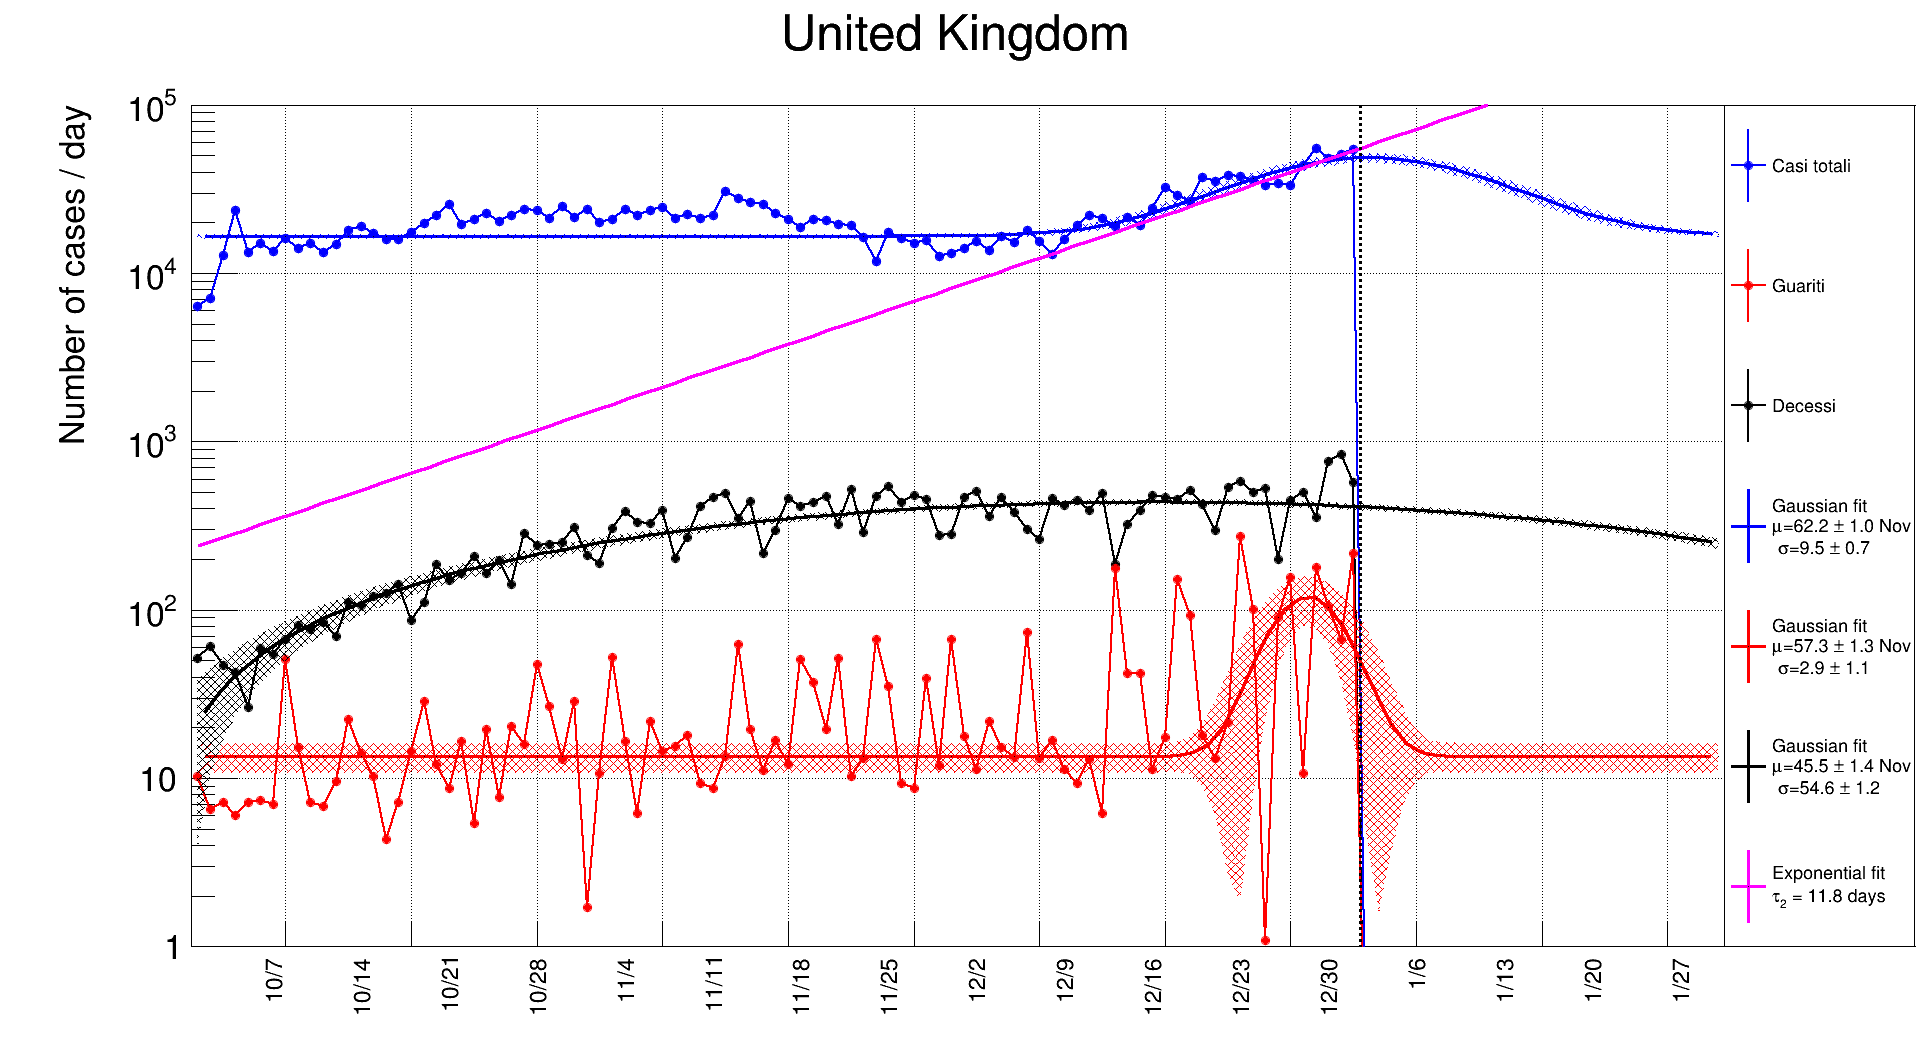 United Kingdom
Number of cases / day
10^5
10^4
10^3
10^2
10
1
10/7 10/14 10/21 10/28 11/4 11/11 11/18 11/25 12/2 12/9 12/16 12/23 12/30 1/6 1/13 1/20 1/27
Casi totali
Guariti
Decessi
Gaussian fit
μ=62.2 ± 1.0 Nov
σ=9.5 ± 0.7
Gaussian fit
μ=57.3 ± 1.3 Nov
σ=2.9 ± 1.1
Gaussian fit
μ=45.5 ± 1.4 Nov
σ=54.6 ± 1.2
Exponential fit
τ₂ = 11.8 days